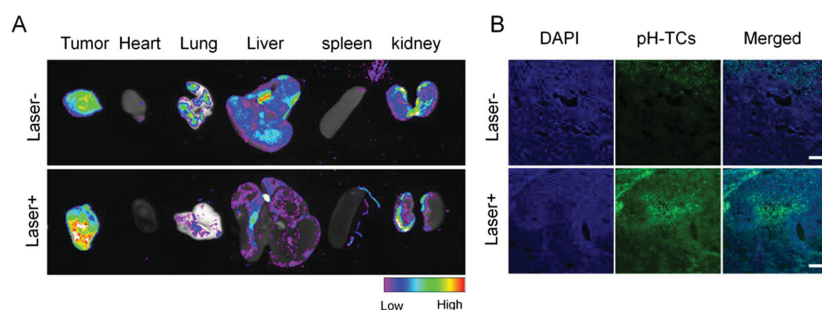 A
Tumor Heart Lung Liver spleen kidney
Laser-
Laser+
Low High
B
DAPI pH-TCs Merged
Laser-
Laser+